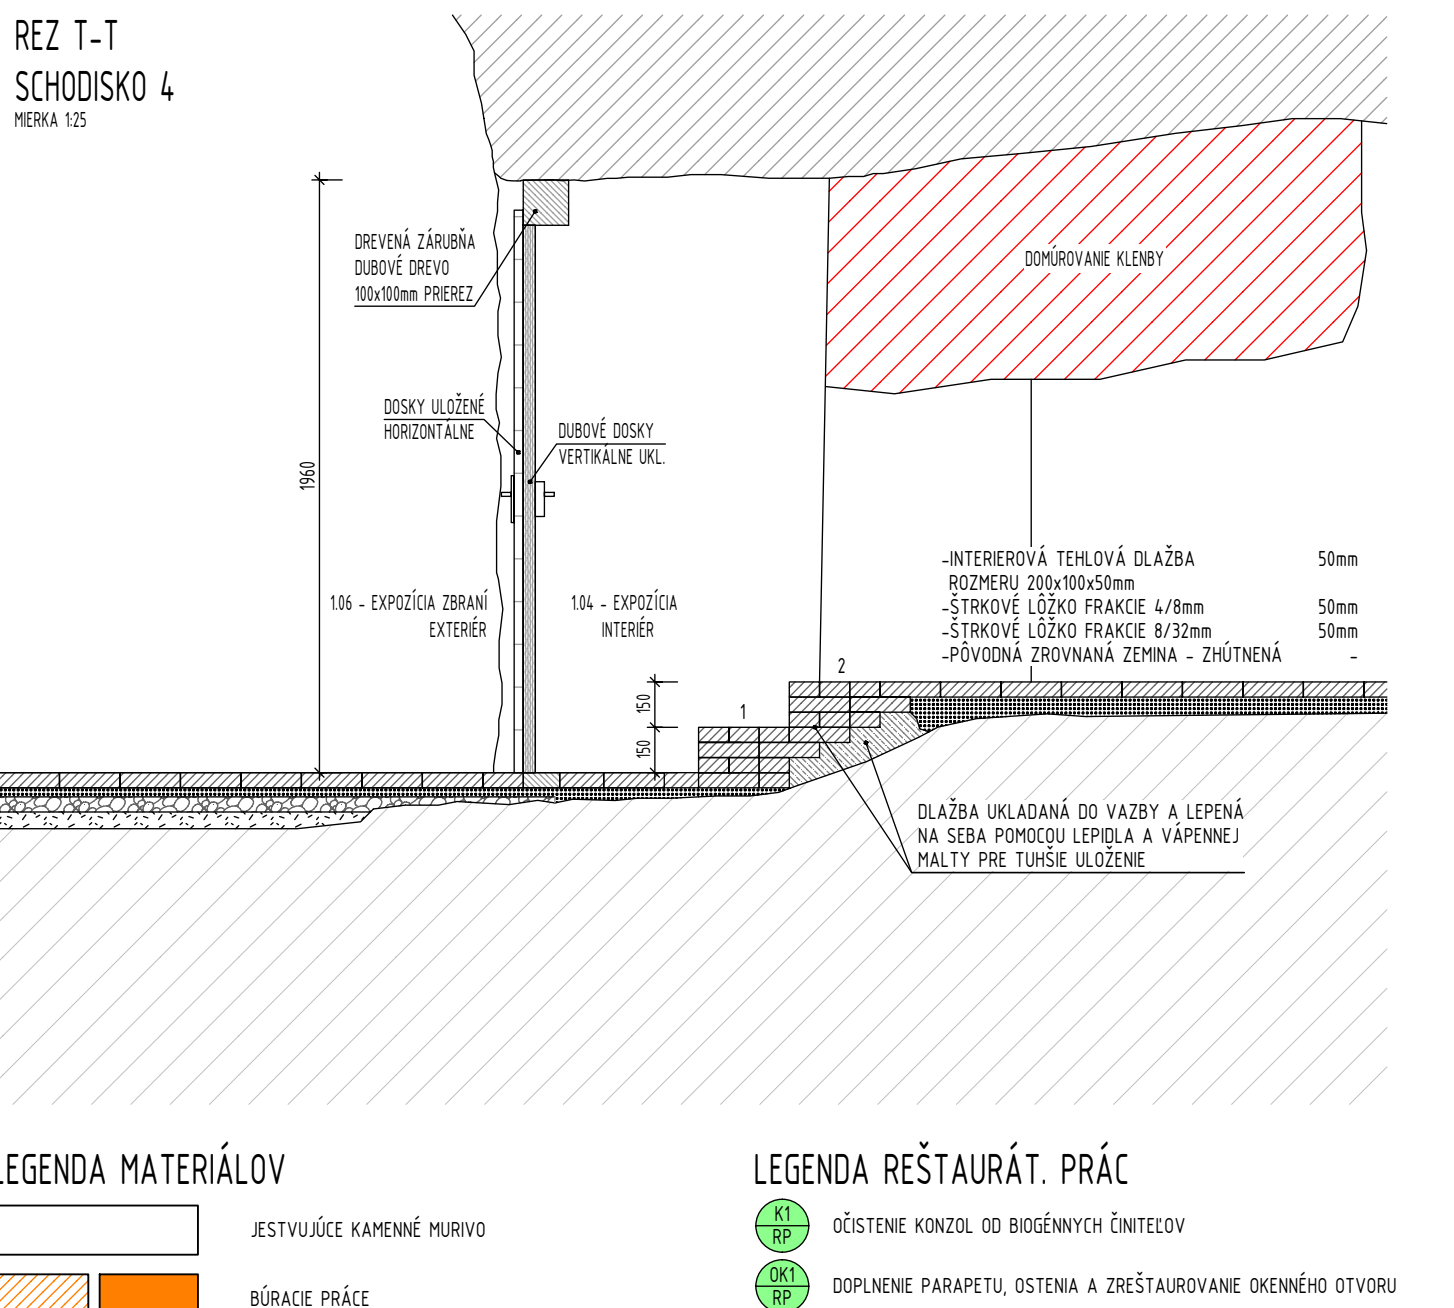 REZ T-T
SCHODISKO 4
MIERKA 1:25
DREVENÁ ZÁRUBŇA
DUBOVÉ DREVO
100x100mm PRIEREZ
DOMÚROVANIE KLENBY
DOSKY ULOŽENÉ
HORIZONTÁLNE
DUBOVÉ DOSKY
VERTIKÁLNE UKL.
1960
1.06 - EXPOZÍCIA ZBRANÍ
EXTERIÉR
1.04 - EXPOZÍCIA
INTERIÉR
-INTERIEROVÁ TEHLOVÁ DLAŽBA 50mm
ROZMERU 200x100x50mm
-ŠTRKOVÉ LÔŽKO FRAKCIE 4/8mm 50mm
-ŠTRKOVÉ LÔŽKO FRAKCIE 8/32mm 50mm
-PÔVODNÁ ZROVNANÁ ZEMINA - ZHÚTNENÁ -
2
150
1
150
DLAŽBA UKLADANÁ DO VAZBY A LEPENÁ
NA SEBA POMOCOU LEPIDLA A VÁPENNEJ
MALTY PRE TUHŠIE ULOŽENIE
LEGENDA MATERIÁLOV
JESTVUJÚCE KAMENNÉ MURIVO
BÚRACIE PRÁCE
LEGENDA REŠTAURÁT. PRÁC
K1
RP
OČISTENIE KONZOL OD BIOGÉNNYCH ČINITEĽOV
OK1
RP
DOPLNENIE PARAPETU, OSTENIA A ZREŠTAUROVANIE OKENNÉHO OTVORU